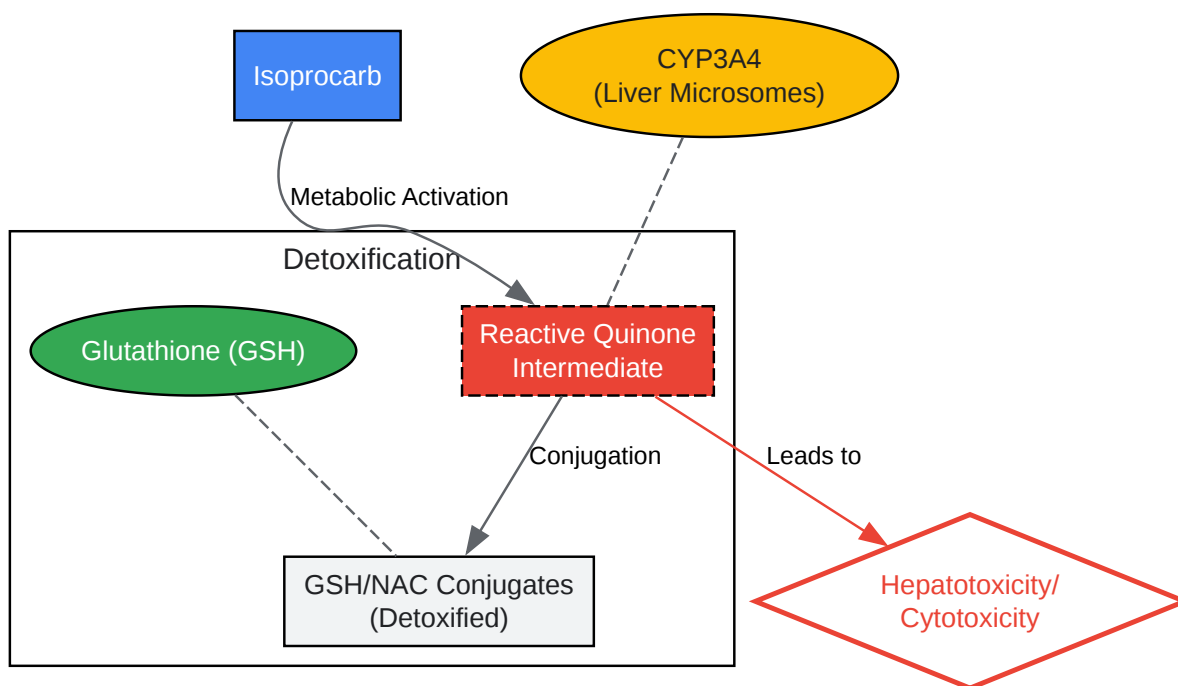 Isoprocarb
CYP3A4
(Liver Microsomes)
Metabolic Activation
Detoxification
Glutathione (GSH)
Reactive Quinone
Intermediate
Conjugation
Leads to
GSH/NAC Conjugates
(Detoxified)
Hepatotoxicity/
Cytotoxicity